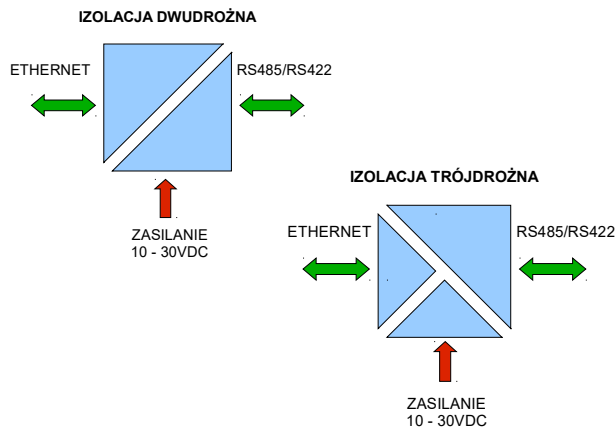 IZOLACJA DWUDROŻNA
ETHERNET
RS485/RS422
ZASILANIE
10 - 30VDC
IZOLACJA TRÓJDROŻNA
ETHERNET
RS485/RS422
ZASILANIE
10 - 30VDC